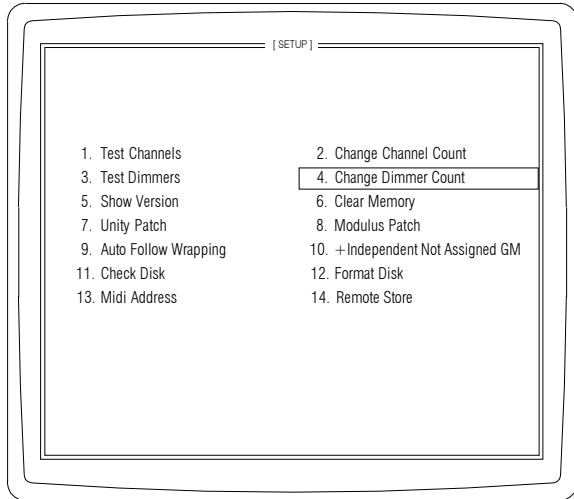 [ SETUP ]
1. Test Channels 2. Change Channel Count
3. Test Dimmers 4. Change Dimmer Count
5. Show Version 6. Clear Memory
7. Unity Patch 8. Modulus Patch
9. Auto Follow Wrapping 10. +Independent Not Assigned GM
11. Check Disk 12. Format Disk
13. Midi Address 14. Remote Store